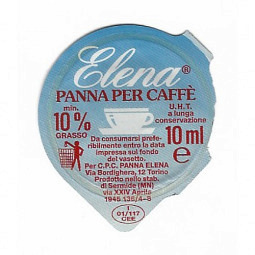 Elena®
PANNA PER CAFFÈ
min.
10%
GRASSO
U.H.T.
a lunga
conservazione
10 ml
e
Da consumarsi prefe-
ribilmente entro la data
impressa sul fondo
del vasetto.
Per C.P.C. PANNA ELENA
Via Bordighera, 12 Torino
Prodotto nello stab.
di Sermide (MN)
via XXIV Aprile
1945 136/4-8
I
01/117
CEE